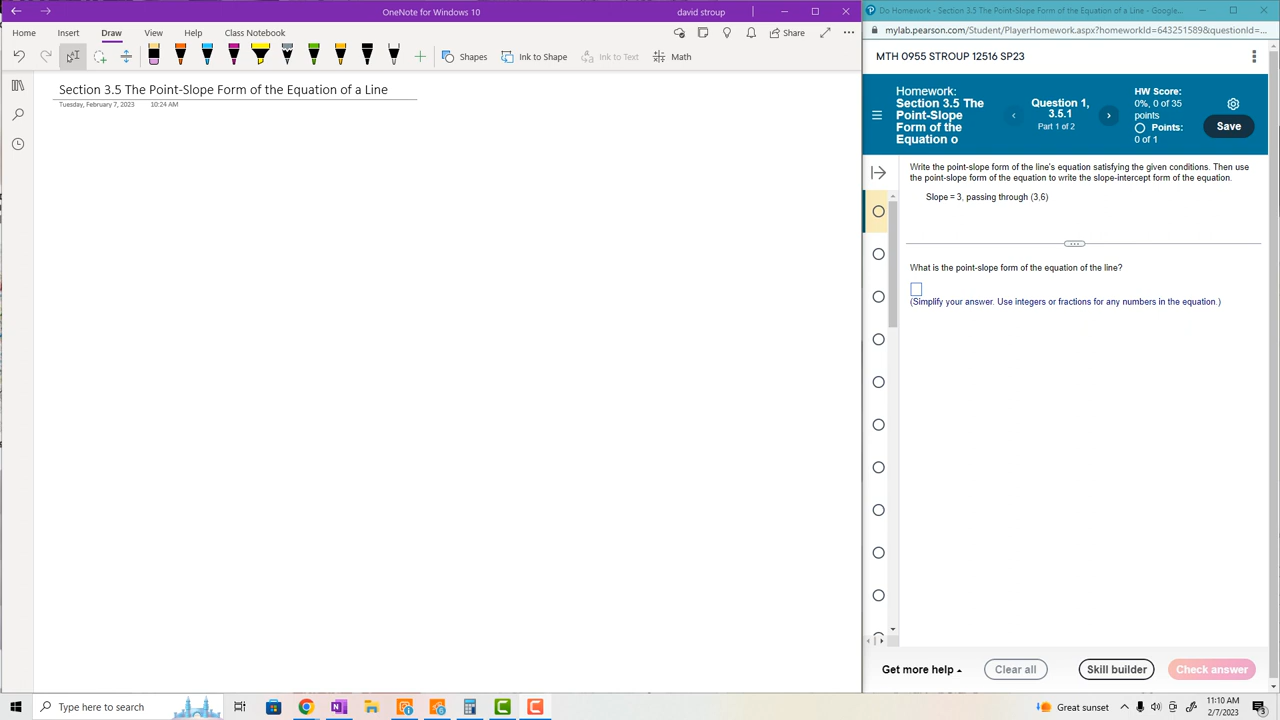 OneNote for Windows 10
david stroup
Home Insert Draw View Help Class Notebook
Share
Shapes Ink to Shape Ink to Text Math
Section 3.5 The Point-Slope Form of the Equation of a Line
Tuesday, February 7, 2023 10:24 AM
Do Homework - Section 3.5 The Point-Slope Form of the Equation of a Line - Google...
mylab.pearson.com/Student/PlayerHomework.aspx?homeworkId=643251589&questionId=...
MTH 0955 STROUP 12516 SP23
Homework:
Section 3.5 The
Point-Slope
Form of the
Equation o
Question 1,
3.5.1
Part 1 of 2
HW Score:
0%, 0 of 35
points
Points:
0 of 1
Save
Write the point-slope form of the line's equation satisfying the given conditions. Then use
the point-slope form of the equation to write the slope-intercept form of the equation.
Slope = 3, passing through (3,6)
What is the point-slope form of the equation of the line?
(Simplify your answer. Use integers or fractions for any numbers in the equation.)
Get more help Clear all Skill builder Check answer
Type here to search
Great sunset
11:10 AM
2/7/2023